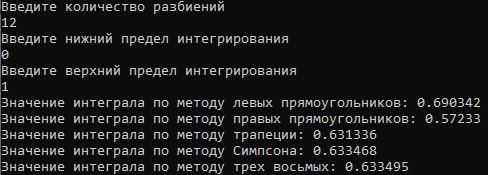 Введите количество разбиений
12
Введите нижний предел интегрирования
0
Введите верхний предел интегрирования
1
Значение интеграла по методу левых прямоугольников: 0.690342
Значение интеграла по методу правых прямоугольников: 0.57233
Значение интеграла по методу трапеции: 0.631336
Значение интеграла по методу Симпсона: 0.633468
Значение интеграла по методу трех восьмых: 0.633495